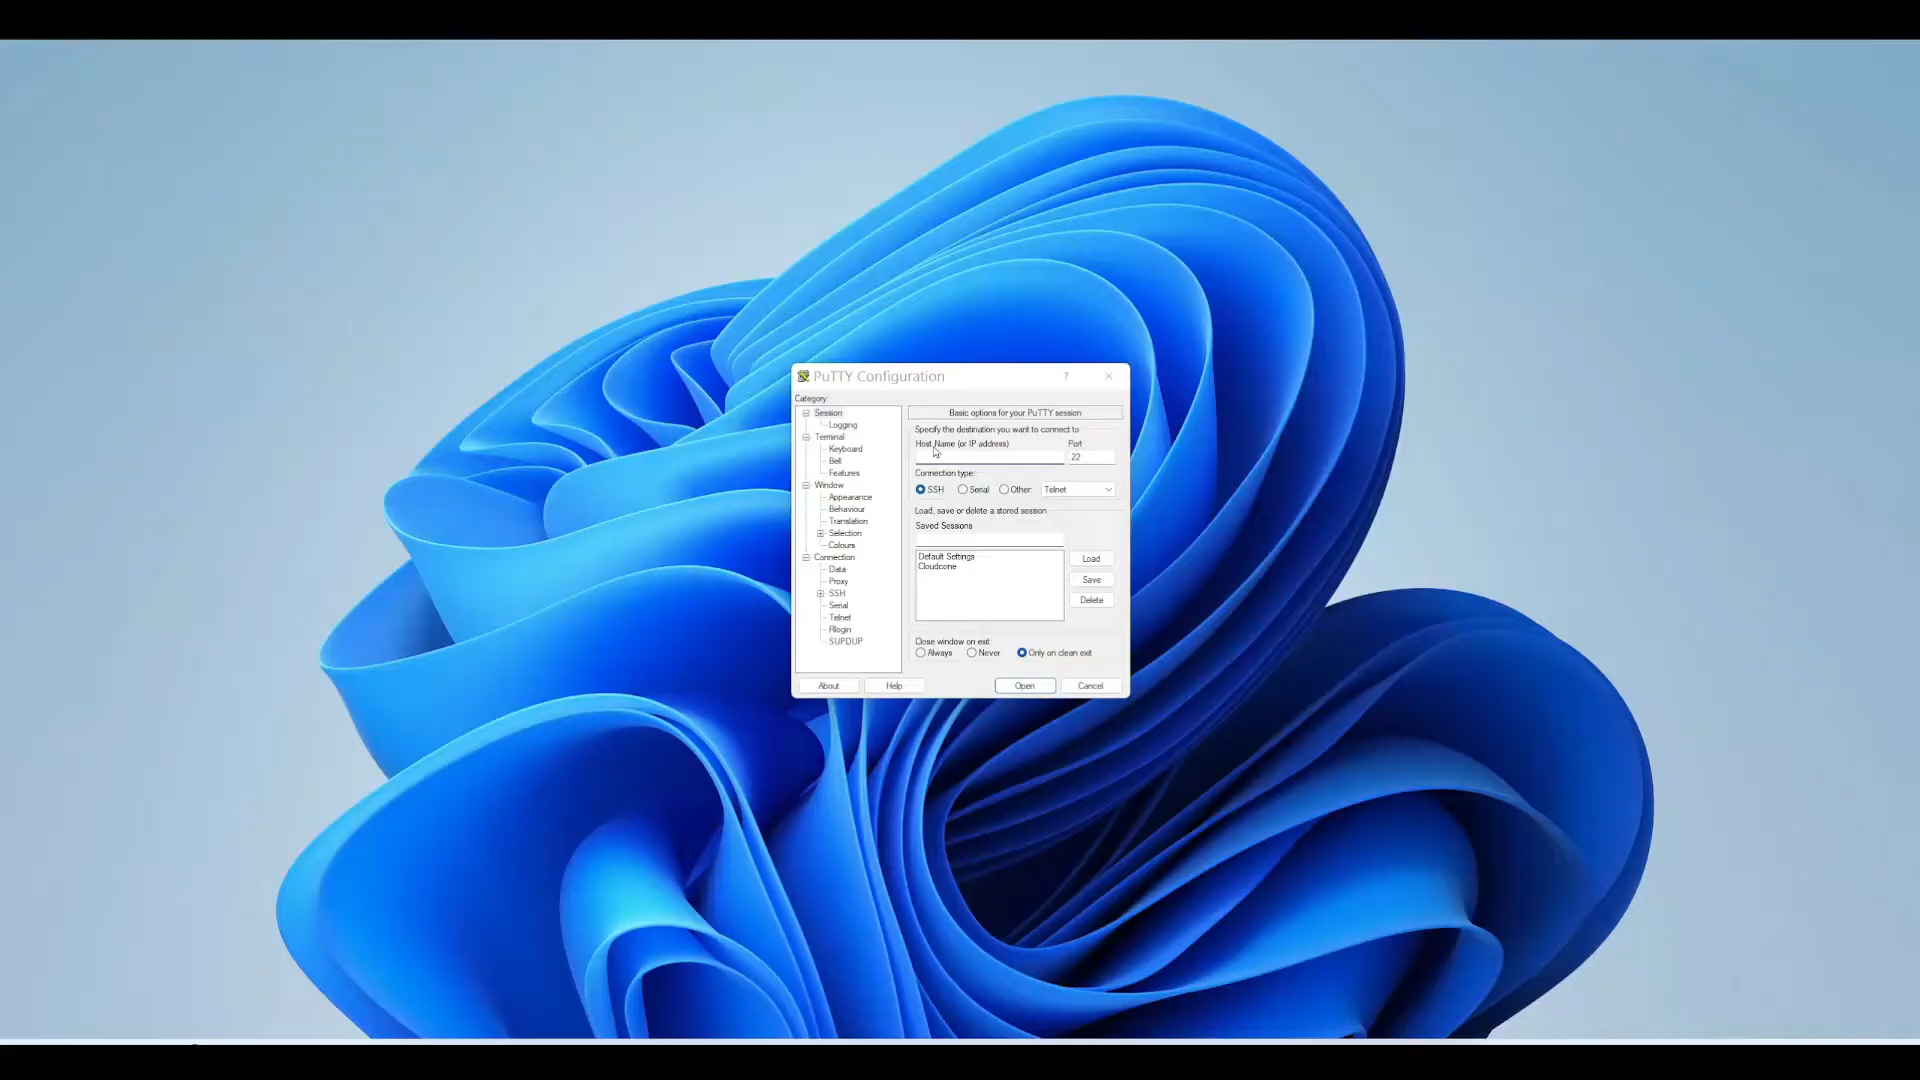 PuTTY Configuration
?
Category:
Session
Logging
Terminal
Keyboard
Bell
Features
Window
Appearance
Behaviour
Translation
Selection
Colours
Connection
Data
Proxy
SSH
Serial
Telnet
Rlogin
SUPDUP
Basic options for your PuTTY session
Specify the destination you want to connect to
Host Name (or IP address) Port
22
Connection type:
SSH Serial Other: Telnet
Load, save or delete a stored session
Saved Sessions
Default Settings
Cloudcone
Load
Save
Delete
Close window on exit:
Always Never Only on clean exit
About Help Open Cancel